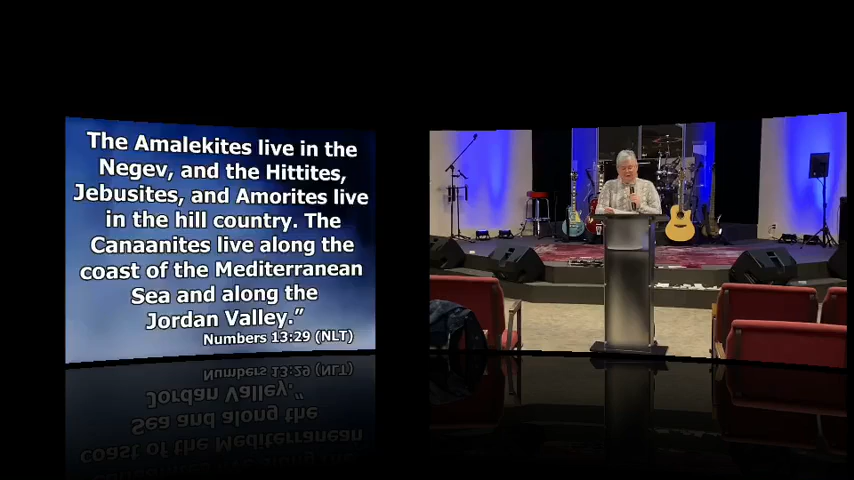 The Amalekites live in the
Negev, and the Hittites,
Jebusites, and Amorites live
in the hill country. The
Canaanites live along the
coast of the Mediterranean
Sea and along the
Jordan Valley.”
Numbers 13:29 (NLT)